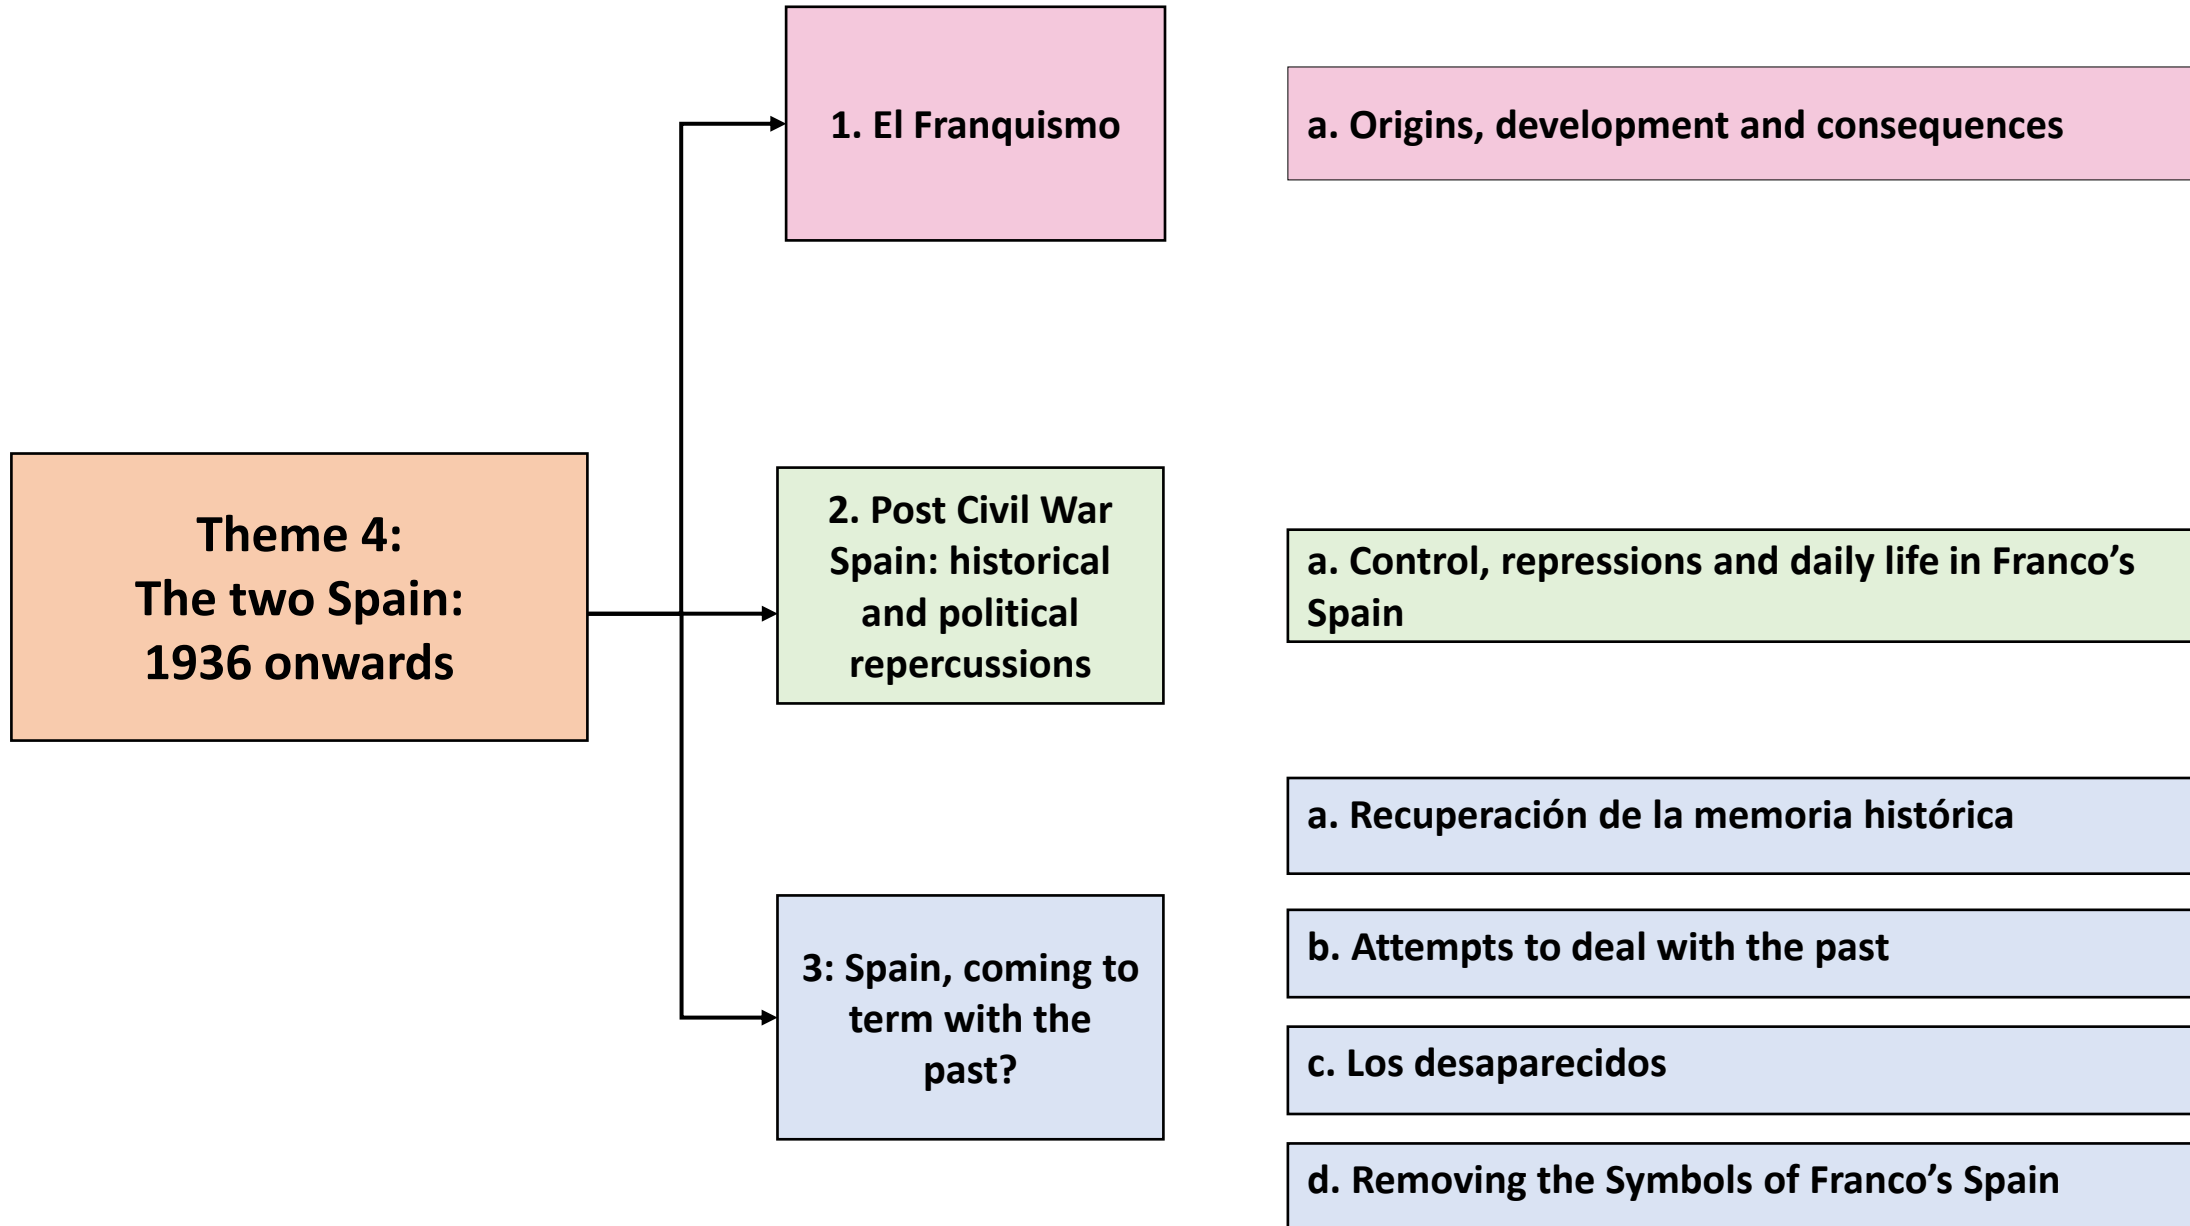 Theme 4:
The two Spain:
1936 onwards
1. El Franquismo
a. Origins, development and consequences
2. Post Civil War
Spain: historical
and political
repercussions
a. Control, repressions and daily life in Franco’s
Spain
3: Spain, coming to
term with the
past?
a. Recuperación de la memoria histórica
b. Attempts to deal with the past
c. Los desaparecidos
d. Removing the Symbols of Franco’s Spain